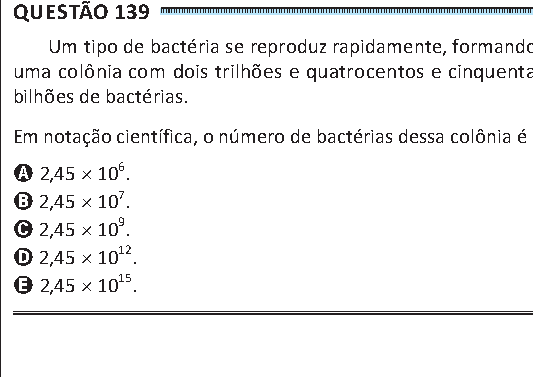 QUESTÃO 139
Um tipo de bactéria se reproduz rapidamente, formando
uma colônia com dois trilhões e quatrocentos e cinquenta
bilhões de bactérias.
Em notação científica, o número de bactérias dessa colônia é
A 2,45 × 10⁶.
B 2,45 × 10⁷.
C 2,45 × 10⁹.
D 2,45 × 10¹².
E 2,45 × 10¹⁵.